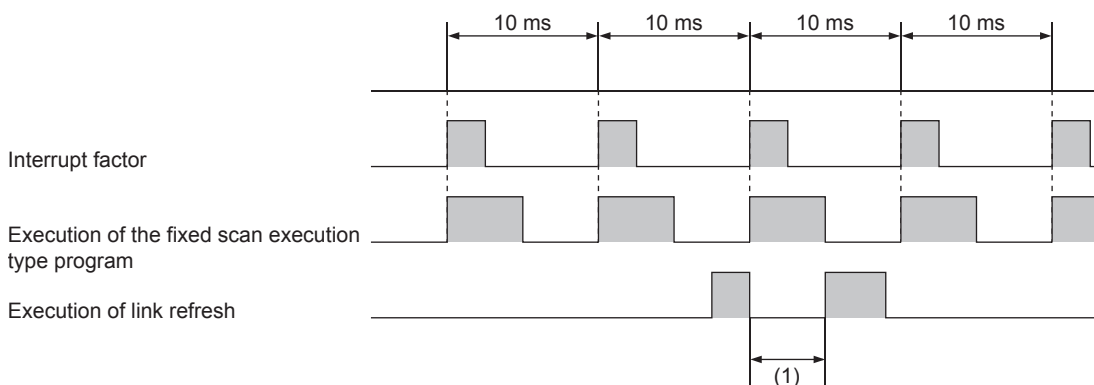 10 ms 10 ms 10 ms 10 ms
Interrupt factor
Execution of the fixed scan execution
type program
Execution of link refresh
(1)